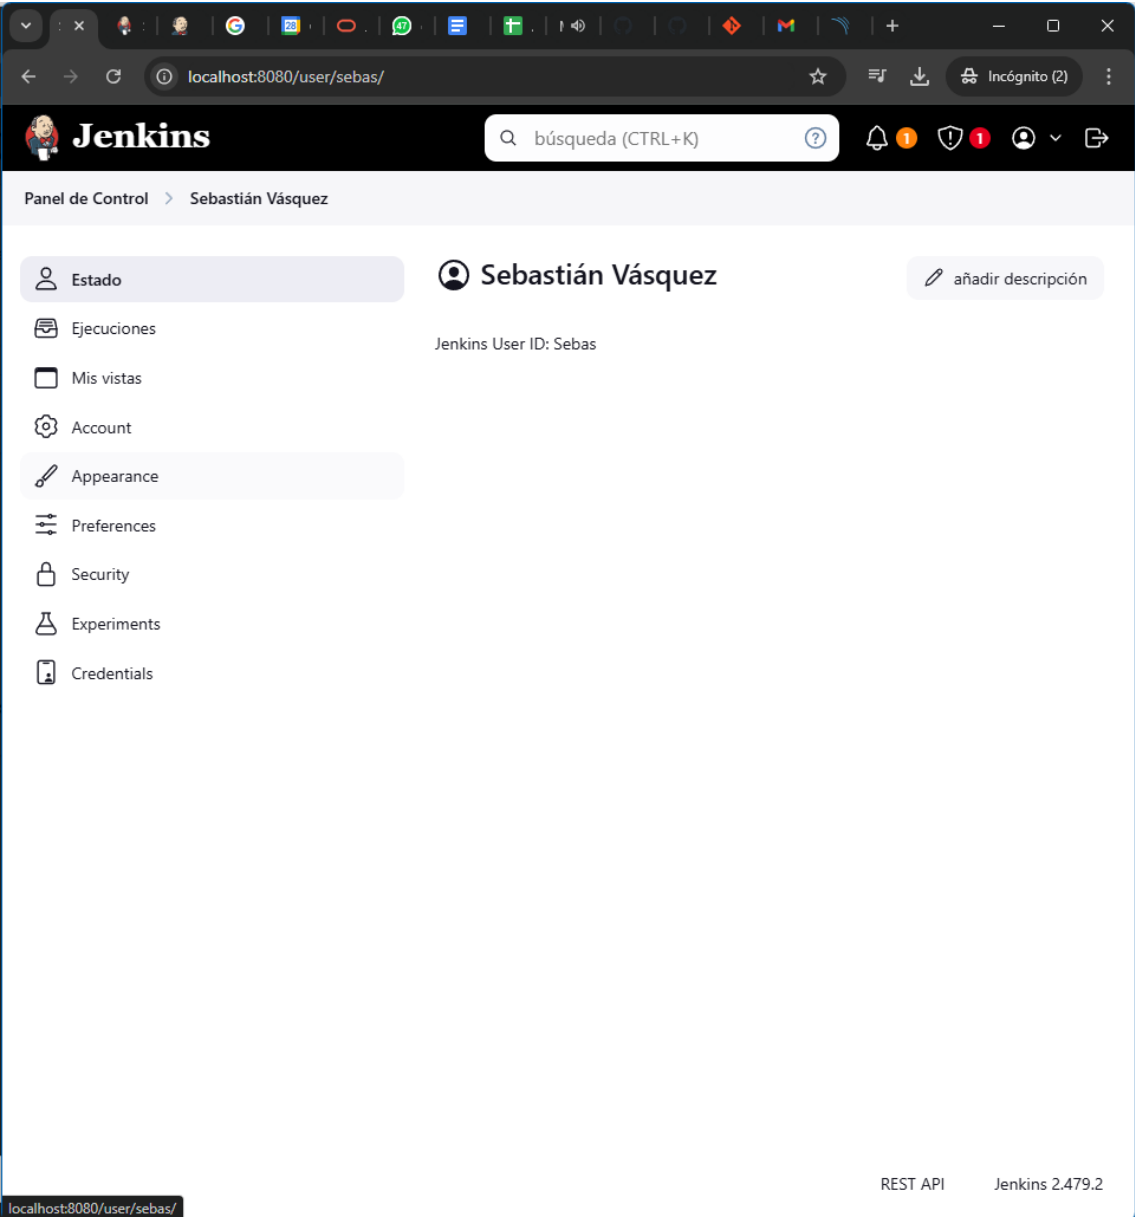 28
47
localhost:8080/user/sebas/
Incógnito (2)
Jenkins
búsqueda (CTRL+K)
?
1
1
Panel de Control > Sebastián Vásquez
Estado
Ejecuciones
Mis vistas
Account
Appearance
Preferences
Security
Experiments
Credentials
Sebastián Vásquez
añadir descripción
Jenkins User ID: Sebas
REST API
Jenkins 2.479.2
localhost:8080/user/sebas/